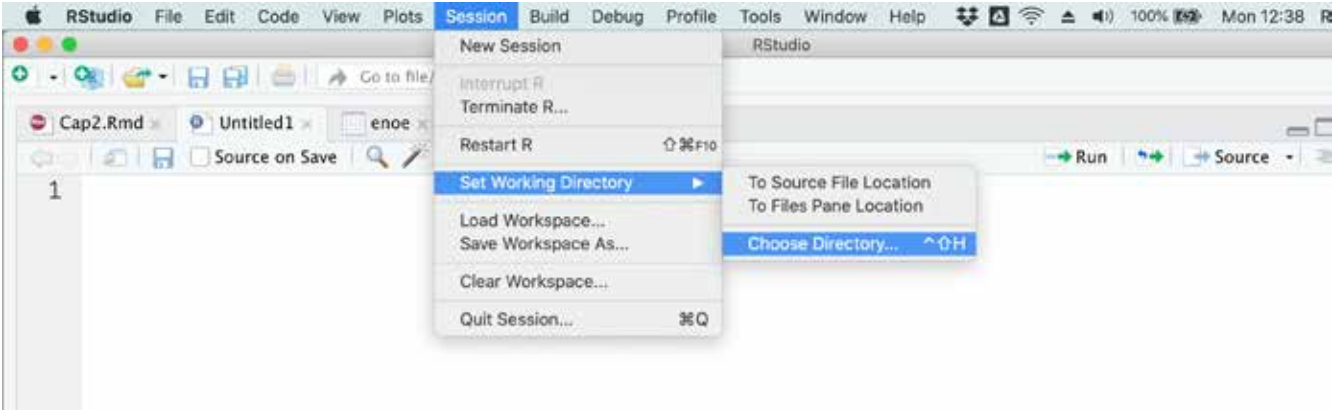 RStudio File Edit Code View Plots Session Build Debug Profile Tools Window Help 100% Mon 12:38 R
RStudio
Go to file/
Cap2.Rmd Untitled1 enoe
Source on Save Run Source
1
New Session
Interrupt R
Terminate R...
Restart R ⇧⌘F10
Set Working Directory
Load Workspace...
Save Workspace As...
Clear Workspace...
Quit Session... ⌘Q
To Source File Location
To Files Pane Location
Choose Directory... ^⇧H